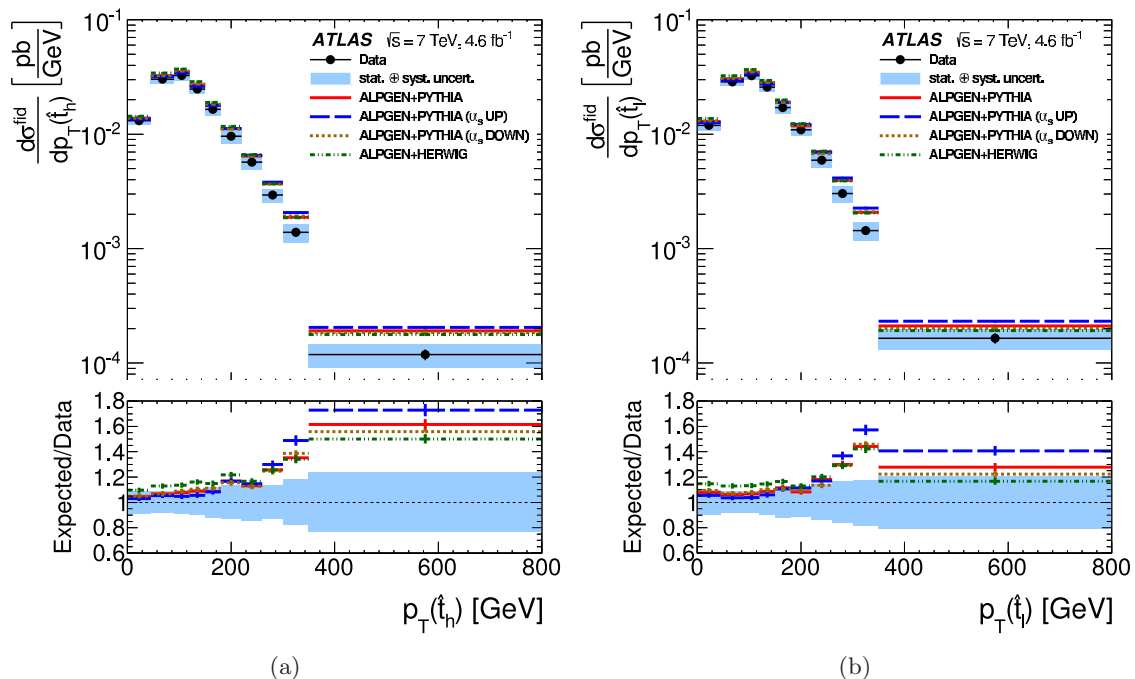 dσ^fid / dp_T(t̂_h) [pb / GeV]
10⁻¹
10⁻²
10⁻³
10⁻⁴
ATLAS √s = 7 TeV, 4.6 fb⁻¹
Data
stat. ⊕ syst. uncert.
ALPGEN+PYTHIA
ALPGEN+PYTHIA (α_s UP)
ALPGEN+PYTHIA (α_s DOWN)
ALPGEN+HERWIG
Expected/Data
1.8
1.6
1.4
1.2
1
0.8
0.6
0 200 400 600 800
p_T(t̂_h) [GeV]
(a)
dσ^fid / dp_T(t̂_l) [pb / GeV]
10⁻¹
10⁻²
10⁻³
10⁻⁴
ATLAS √s = 7 TeV, 4.6 fb⁻¹
Data
stat. ⊕ syst. uncert.
ALPGEN+PYTHIA
ALPGEN+PYTHIA (α_s UP)
ALPGEN+PYTHIA (α_s DOWN)
ALPGEN+HERWIG
Expected/Data
1.8
1.6
1.4
1.2
1
0.8
0.6
0 200 400 600 800
p_T(t̂_l) [GeV]
(b)